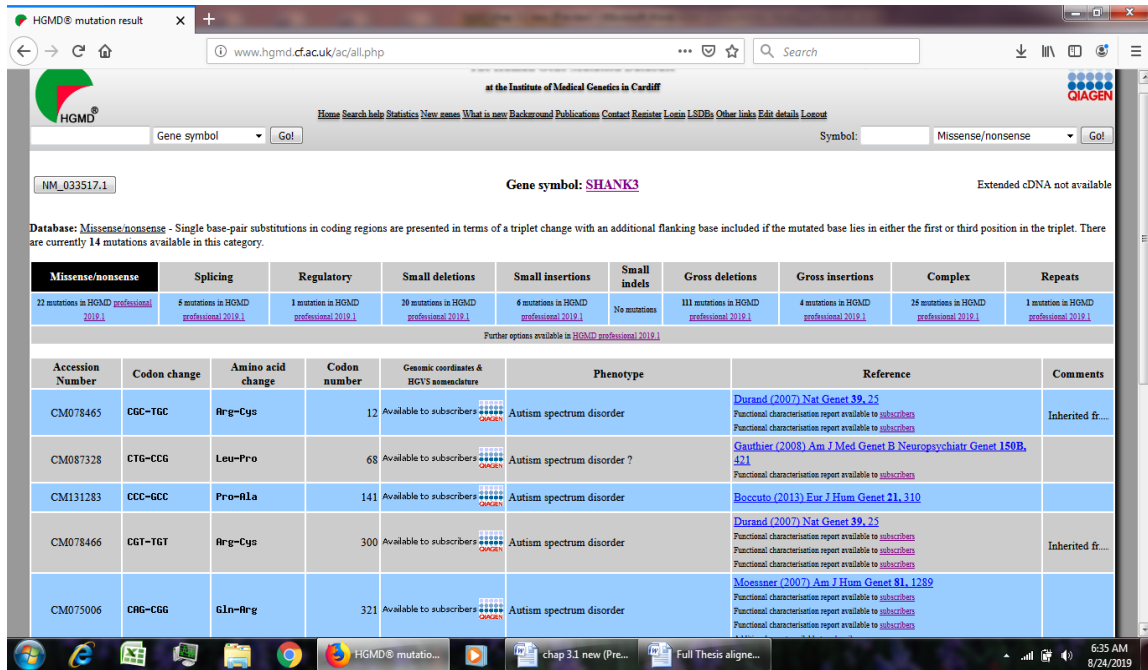 HGMD® mutation result
www.hgmd.cf.ac.uk/ac/all.php
Search
at the Institute of Medical Genetics in Cardiff
HGMD®
QIAGEN
Home Search help Statistics New genes What is new Background Publications Contact Register Login LSDBs Other links Edit details Logout
Gene symbol Go! Symbol: Missense/nonsense Go!
NM_033517.1 Gene symbol: SHANK3 Extended cDNA not available
Database: Missense/nonsense - Single base-pair substitutions in coding regions are presented in terms of a triplet change with an additional flanking base included if the mutated base lies in either the first or third position in the triplet. There
are currently 14 mutations available in this category.
Missense/nonsense Splicing Regulatory Small deletions Small insertions Small indels Gross deletions Gross insertions Complex Repeats
22 mutations in HGMD professional 2019.1 5 mutations in HGMD professional 2019.1 1 mutation in HGMD professional 2019.1 20 mutations in HGMD professional 2019.1 6 mutations in HGMD professional 2019.1 No mutations 111 mutations in HGMD professional 2019.1 4 mutations in HGMD professional 2019.1 25 mutations in HGMD professional 2019.1 1 mutation in HGMD professional 2019.1
Further options available in HGMD professional 2019.1
Accession Number Codon change Amino acid change Codon number Genomic coordinates & HGVS nomenclature Phenotype Reference Comments
CM078465 CGC-TGC Arg-Cys 12 Available to subscribers QIAGEN Autism spectrum disorder Durand (2007) Nat Genet 39, 25 Inherited fr.....
Functional characterisation report available to subscribers
Functional characterisation report available to subscribers
CM087328 CTG-CCG Leu-Pro 68 Available to subscribers QIAGEN Autism spectrum disorder ? Gauthier (2008) Am J Med Genet B Neuropsychiatr Genet 150B, 421
Functional characterisation report available to subscribers
CM131283 CCC-GCC Pro-Ala 141 Available to subscribers QIAGEN Autism spectrum disorder Boccuto (2013) Eur J Hum Genet 21, 310
CM078466 CGT-TGT Arg-Cys 300 Available to subscribers QIAGEN Autism spectrum disorder Durand (2007) Nat Genet 39, 25 Inherited fr.....
Functional characterisation report available to subscribers
Functional characterisation report available to subscribers
Functional characterisation report available to subscribers
CM075006 CAG-CGG Gln-Arg 321 Available to subscribers QIAGEN Autism spectrum disorder Moessner (2007) Am J Hum Genet 81, 1289
Functional characterisation report available to subscribers
Functional characterisation report available to subscribers
Functional characterisation report available to subscribers
HGMD® mutatio... chap 3.1 new (Pre... Full Thesis aligne...
6:35 AM
8/24/2019